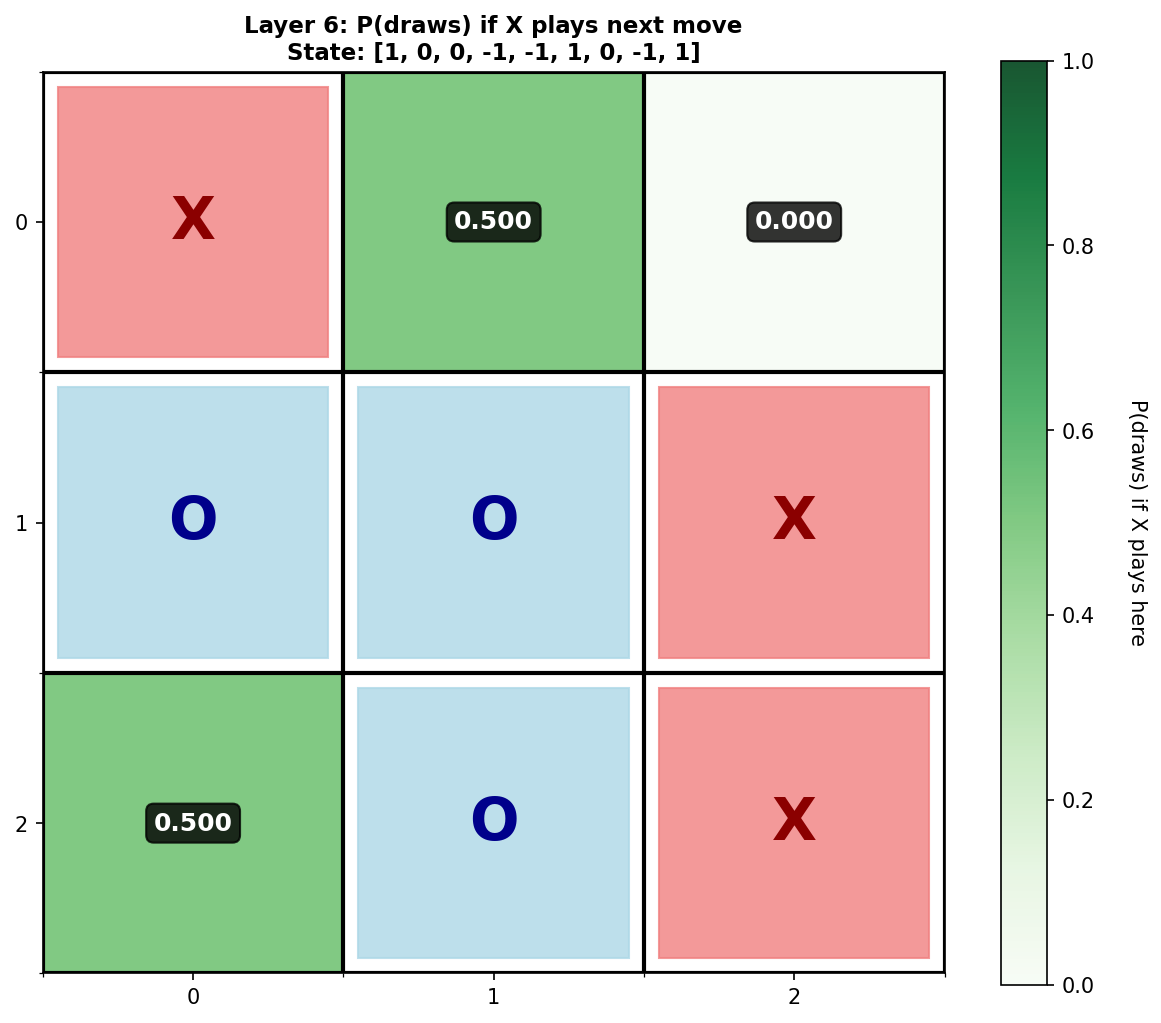 Layer 6: P(draws) if X plays next move
State: [1, 0, 0, -1, -1, 1, 0, -1, 1]
0
X
0.500
0.000
1
O
O
X
2
0.500
O
X
0
1
2
1.0
0.8
0.6
0.4
0.2
0.0
P(draws) if X plays here